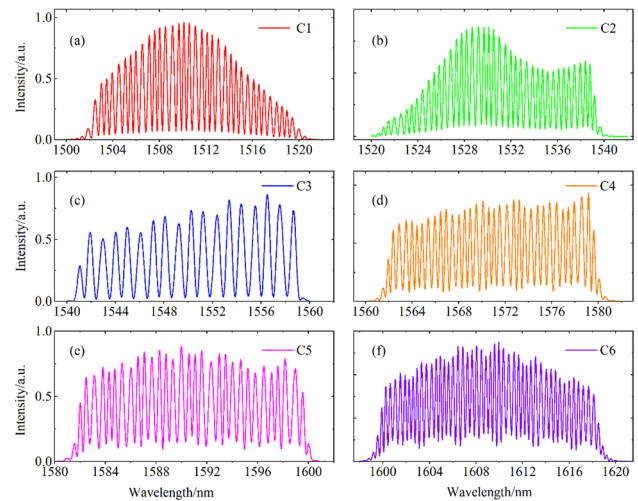 1.0
(a)
C1
(b)
C2
Intensity/a.u.
0.5
0.0
1500 1504 1508 1512 1516 1520
1520 1524 1528 1532 1536 1540
1.0
(c)
C3
(d)
C4
Intensity/a.u.
0.5
0.0
1540 1544 1548 1552 1556 1560
1560 1564 1568 1572 1576 1580
1.0
(e)
C5
(f)
C6
Intensity/a.u.
0.5
0.0
1580 1584 1588 1592 1596 1600
1600 1604 1608 1612 1616 1620
Wavelength/nm
Wavelength/nm